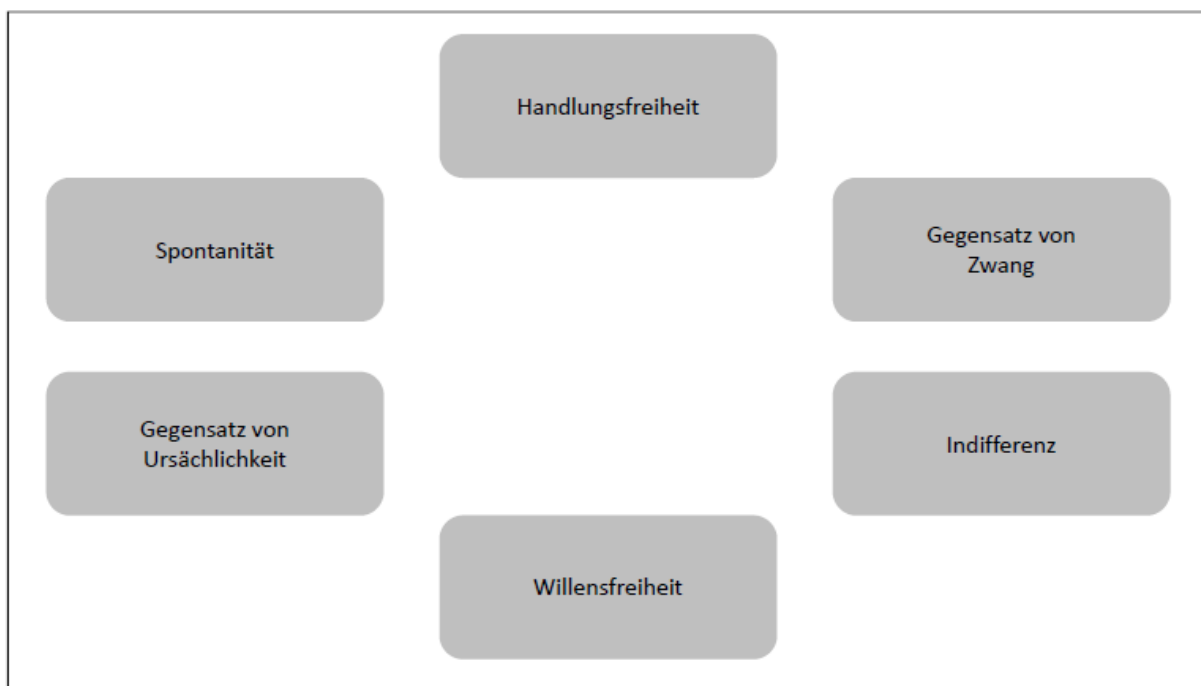 Handlungsfreiheit
Spontanität
Gegensatz von
Zwang
Gegensatz von
Ursächlichkeit
Indifferenz
Willensfreiheit